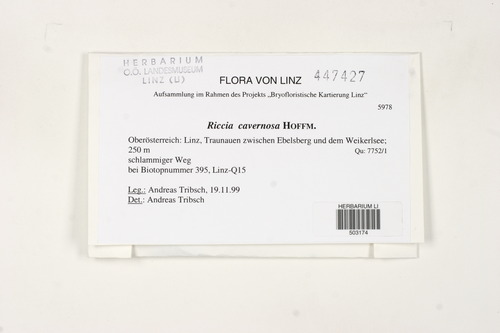 HERBARIUM
O.Ö. LANDESMUSEUM
LINZ (LI)
FLORA VON LINZ
447427
Aufsammlung im Rahmen des Projekts „Bryofloristische Kartierung Linz“
5978
Riccia cavernosa HOFFM.
Oberösterreich: Linz, Traunauen zwischen Ebelsberg und dem Weikerlsee;
250 m
Qu: 7752/1
schlammiger Weg
bei Biotopnummer 395, Linz-Q15
Leg.: Andreas Tribsch, 19.11.99
Det.: Andreas Tribsch
HERBARIUM LI
503174